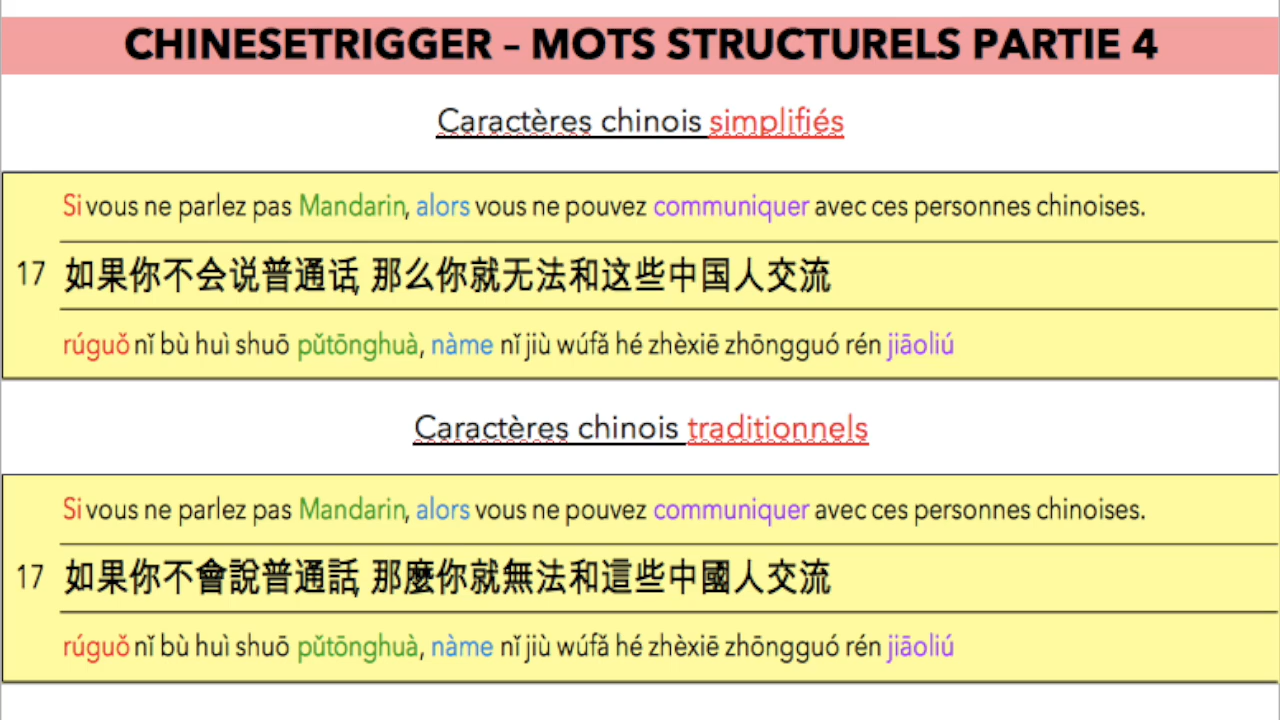 CHINESETRIGGER – MOTS STRUCTURELS PARTIE 4
Caractères chinois simplifiés
Si vous ne parlez pas Mandarin, alors vous ne pouvez communiquer avec ces personnes chinoises.
17 如果你不会说普通话, 那么你就无法和这些中国人交流
rúguǒ nǐ bù huì shuō pǔtōnghuà, nàme nǐ jiù wúfǎ hé zhèxiē zhōngguó rén jiāoliú
Caractères chinois traditionnels
Si vous ne parlez pas Mandarin, alors vous ne pouvez communiquer avec ces personnes chinoises.
17 如果你不會說普通話, 那麼你就無法和這些中國人交流
rúguǒ nǐ bù huì shuō pǔtōnghuà, nàme nǐ jiù wúfǎ hé zhèxiē zhōngguó rén jiāoliú